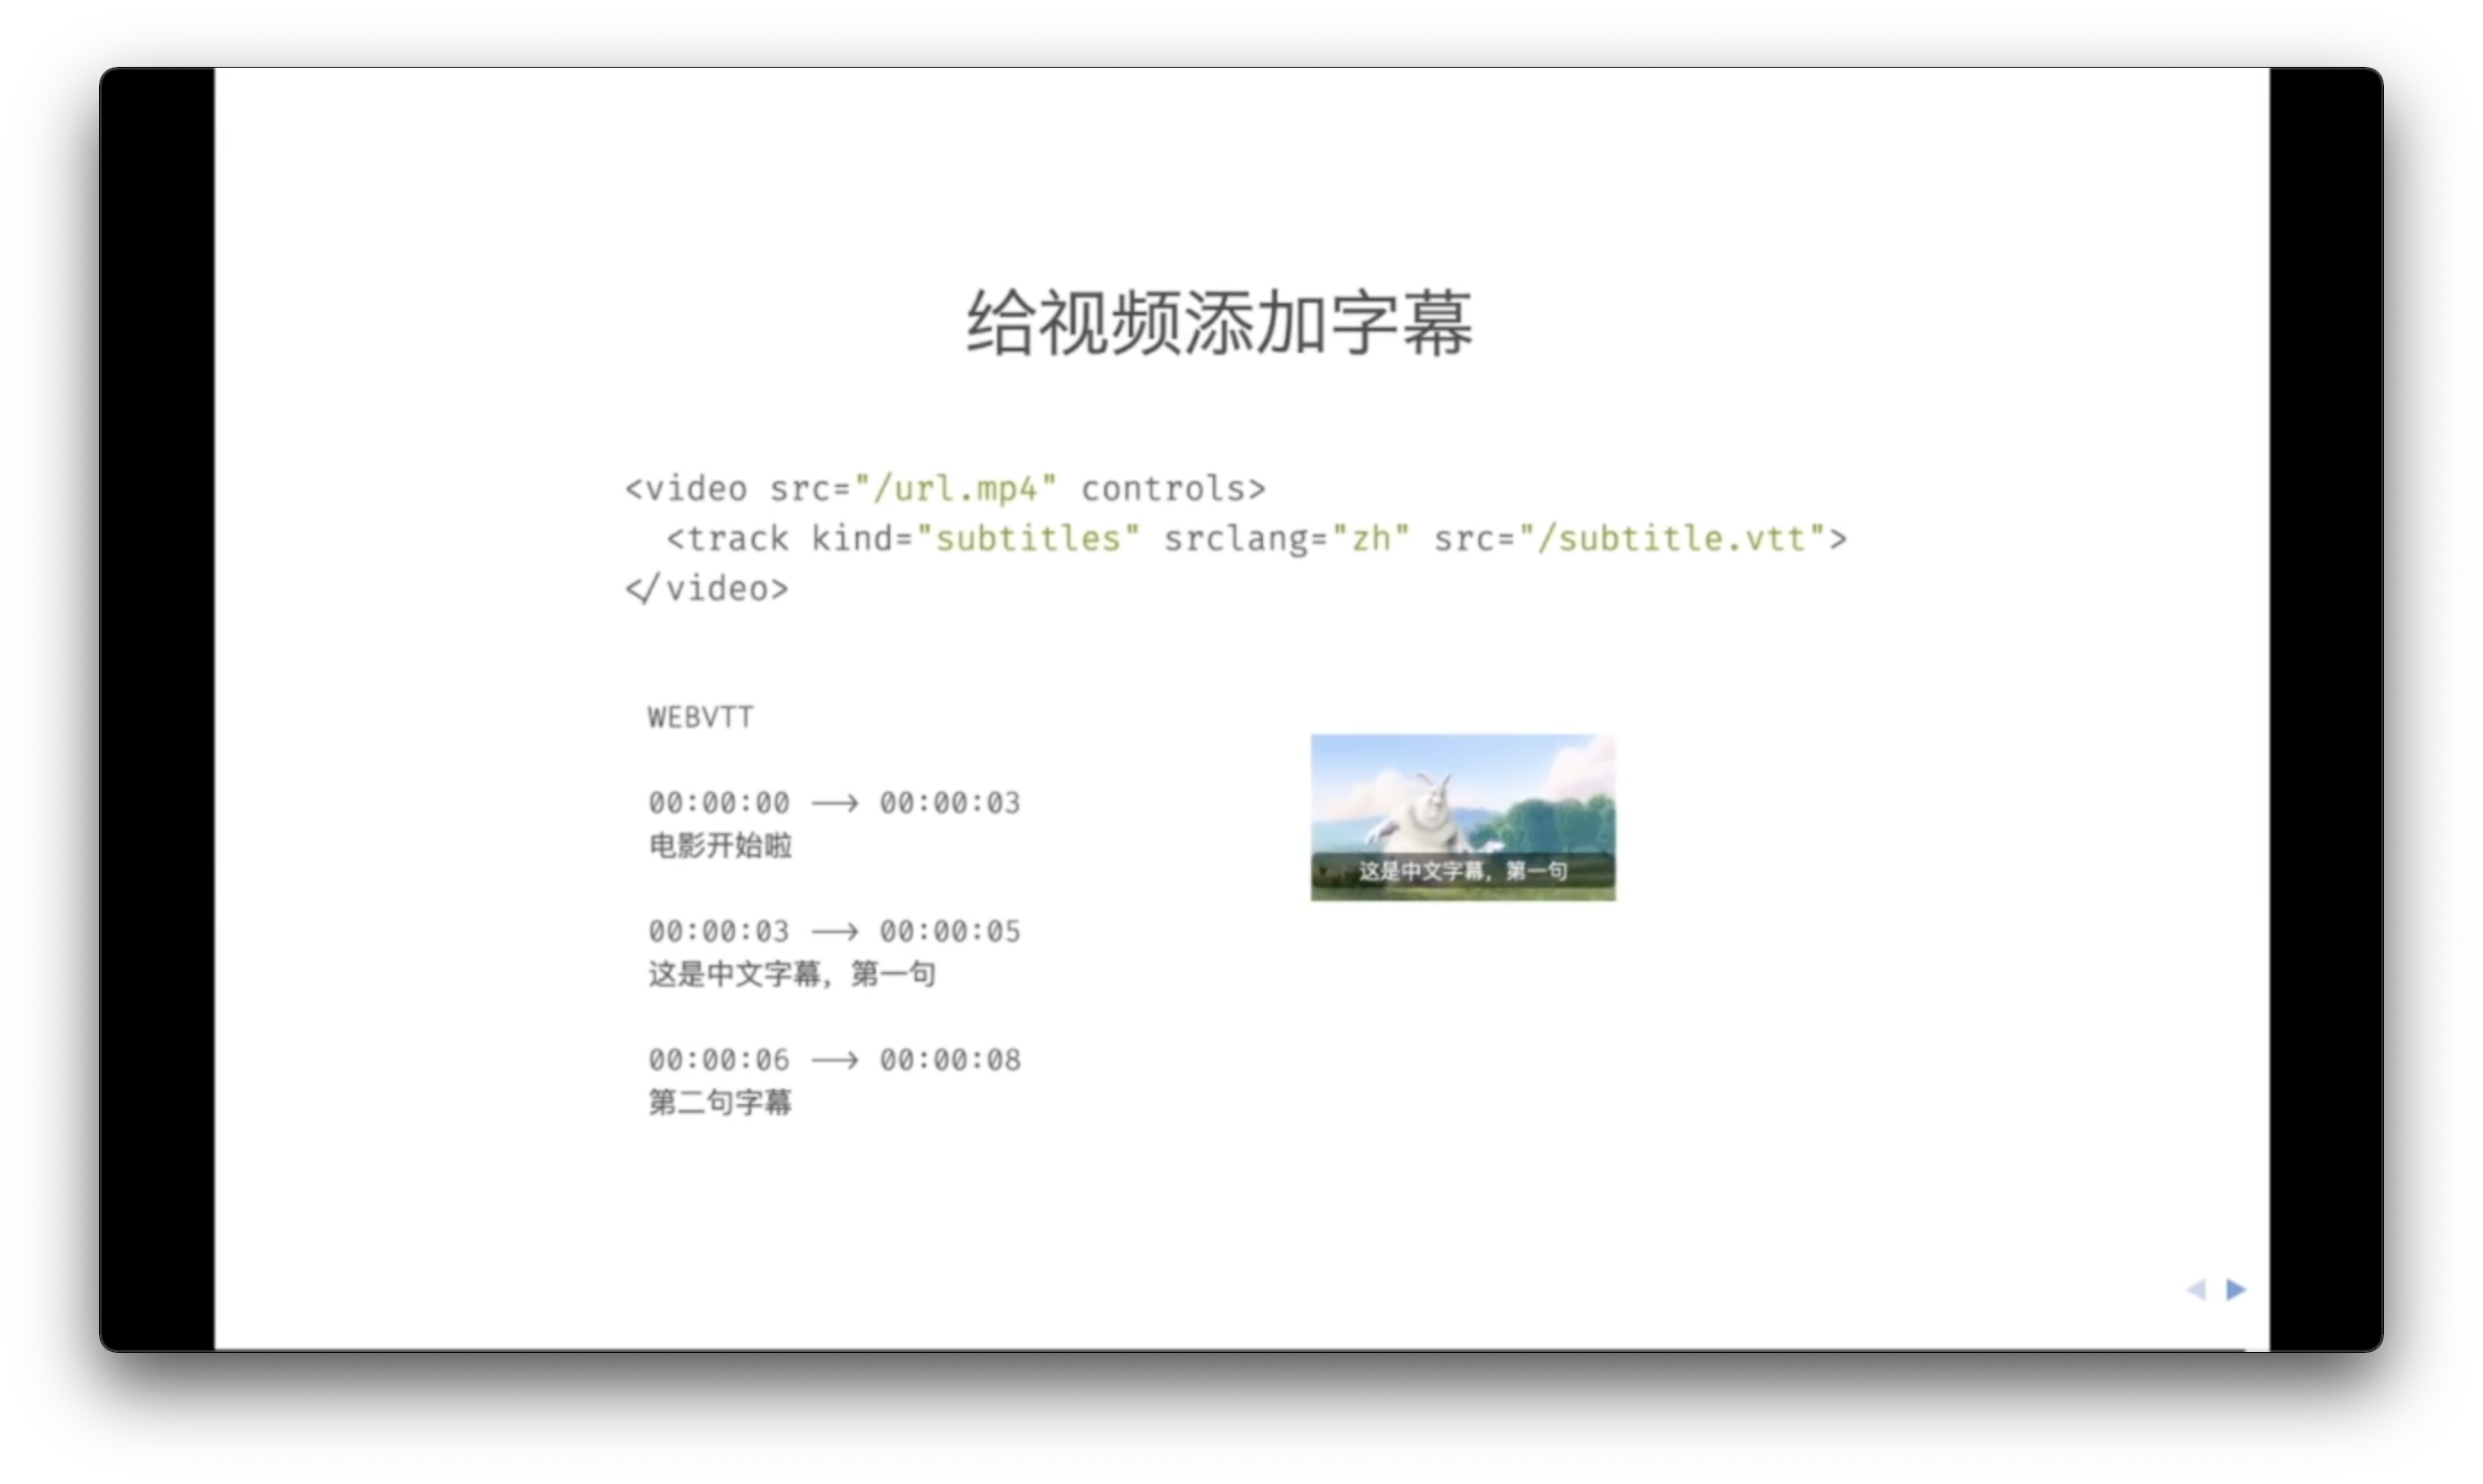 给视频添加字幕
<video src="/url.mp4" controls>
  <track kind="subtitles" srclang="zh" src="/subtitle.vtt">
</video>
WEBVTT
00:00:00 --> 00:00:03
电影开始啦
00:00:03 --> 00:00:05
这是中文字幕，第一句
00:00:06 --> 00:00:08
第二句字幕
这是中文字幕，第一句